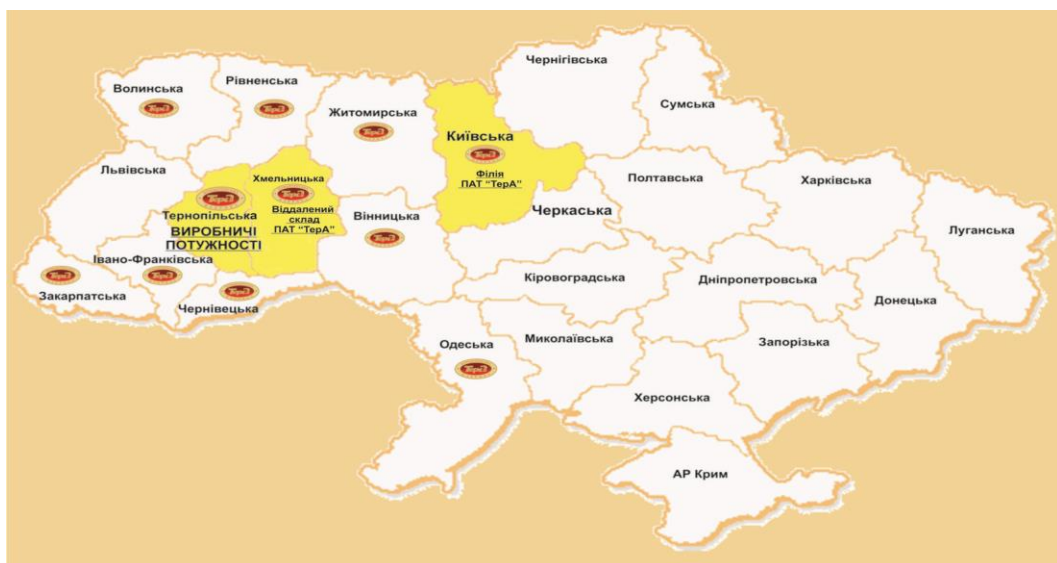 Чернігівська
Волинська
Рівненська
Сумська
Житомирська
Київська
Філія
ПАТ "ТерА"
Львівська
Хмельницька
Віддалений
склад
ПАТ "ТерА"
Полтавська
Харківська
Тернопільська
ВИРОБНИЧІ
ПОТУЖНОСТІ
Вінницька
Черкаська
Луганська
Івано-Франківська
Закарпатська
Чернівецька
Кіровоградська
Дніпропетровська
Донецька
Одеська
Миколаївська
Запорізька
Херсонська
АР Крим